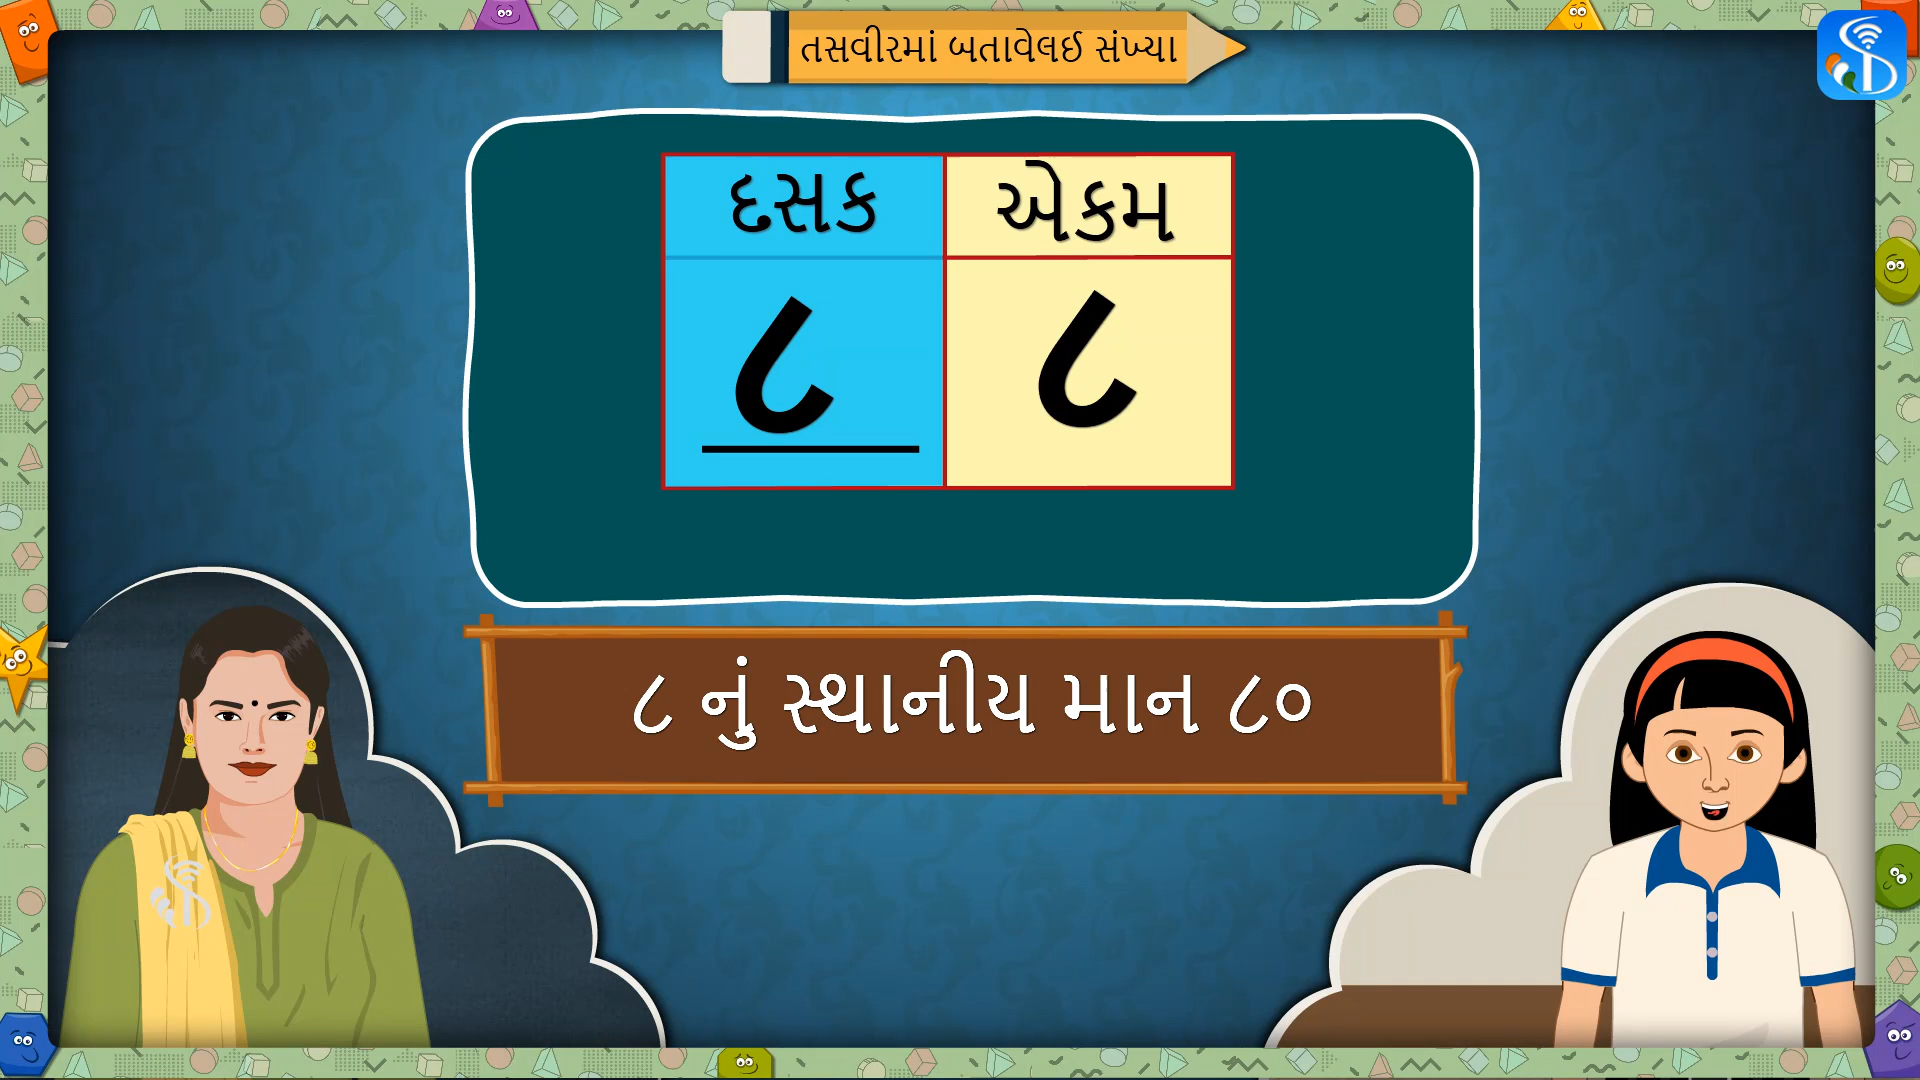 તસવીરમાં બતાવેલઈ સંખ્યા
દસક એકમ
૮ ૮
૮ નું સ્થાનીય માન ૮૦